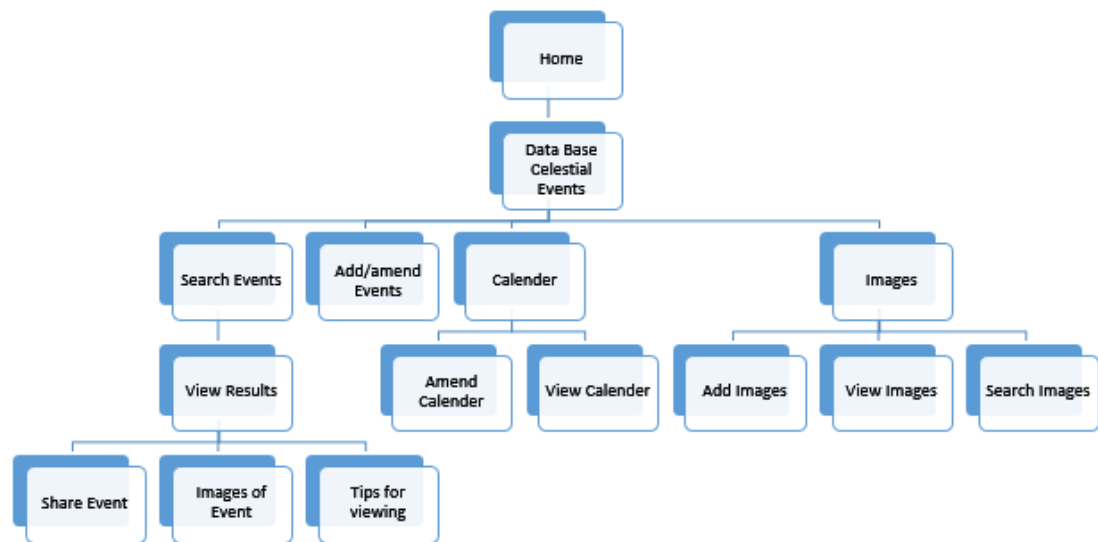 Home
Data Base
Celestial
Events
Search Events
Add/amend
Events
Calender
Images
View Results
Amend
Calender
View Calender
Add Images
View Images
Search Images
Share Event
Images of
Event
Tips for
viewing